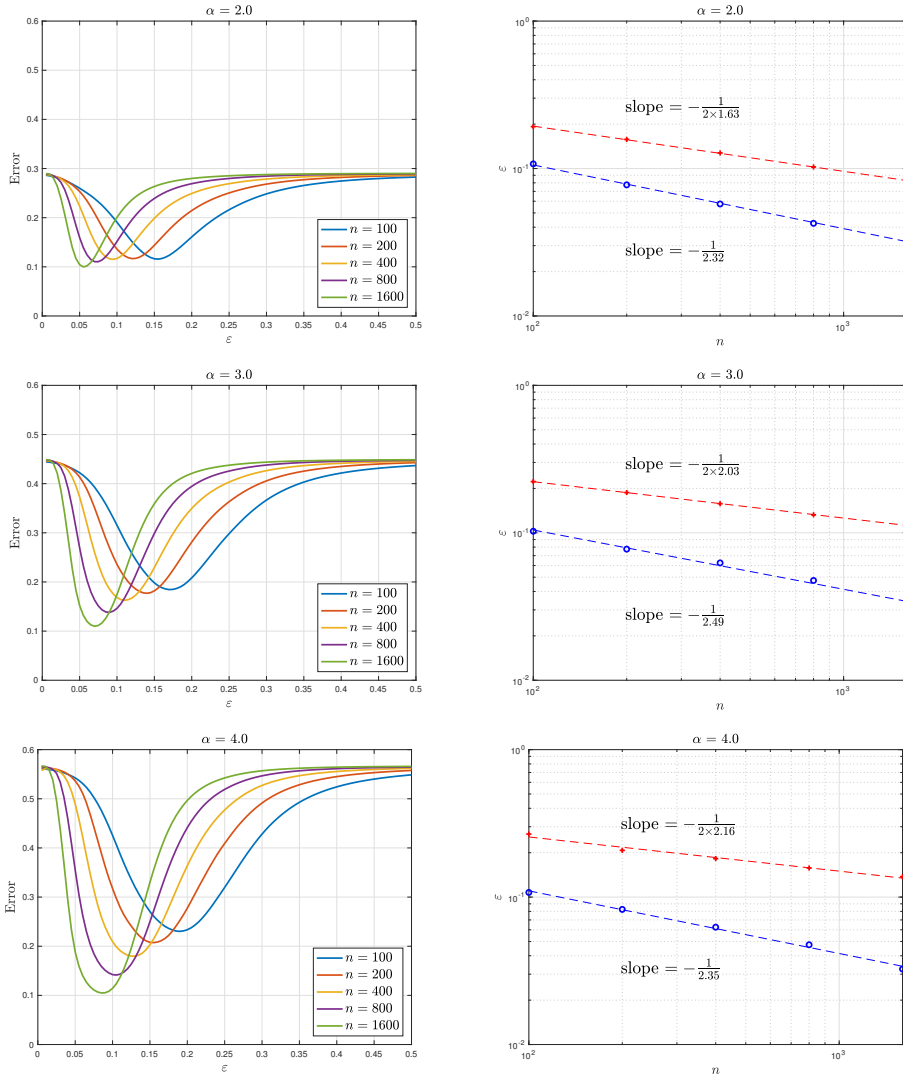 α = 2.0
0.6
0.5
0.4
0.3
0.2
0.1
0
Error
0 0.05 0.1 0.15 0.2 0.25 0.3 0.35 0.4 0.45 0.5
ε
n = 100
n = 200
n = 400
n = 800
n = 1600
α = 2.0
10^0
10^-1
10^-2
ε
slope = −1/(2×1.63)
slope = −1/2.32
10^2 10^3
n
α = 3.0
0.6
0.5
0.4
0.3
0.2
0.1
0
Error
0 0.05 0.1 0.15 0.2 0.25 0.3 0.35 0.4 0.45 0.5
ε
n = 100
n = 200
n = 400
n = 800
n = 1600
α = 3.0
10^0
10^-1
10^-2
ε
slope = −1/(2×2.03)
slope = −1/2.49
10^2 10^3
n
α = 4.0
0.6
0.5
0.4
0.3
0.2
0.1
0
Error
0 0.05 0.1 0.15 0.2 0.25 0.3 0.35 0.4 0.45 0.5
ε
n = 100
n = 200
n = 400
n = 800
n = 1600
α = 4.0
10^0
10^-1
10^-2
ε
slope = −1/(2×2.16)
slope = −1/2.35
10^2 10^3
n